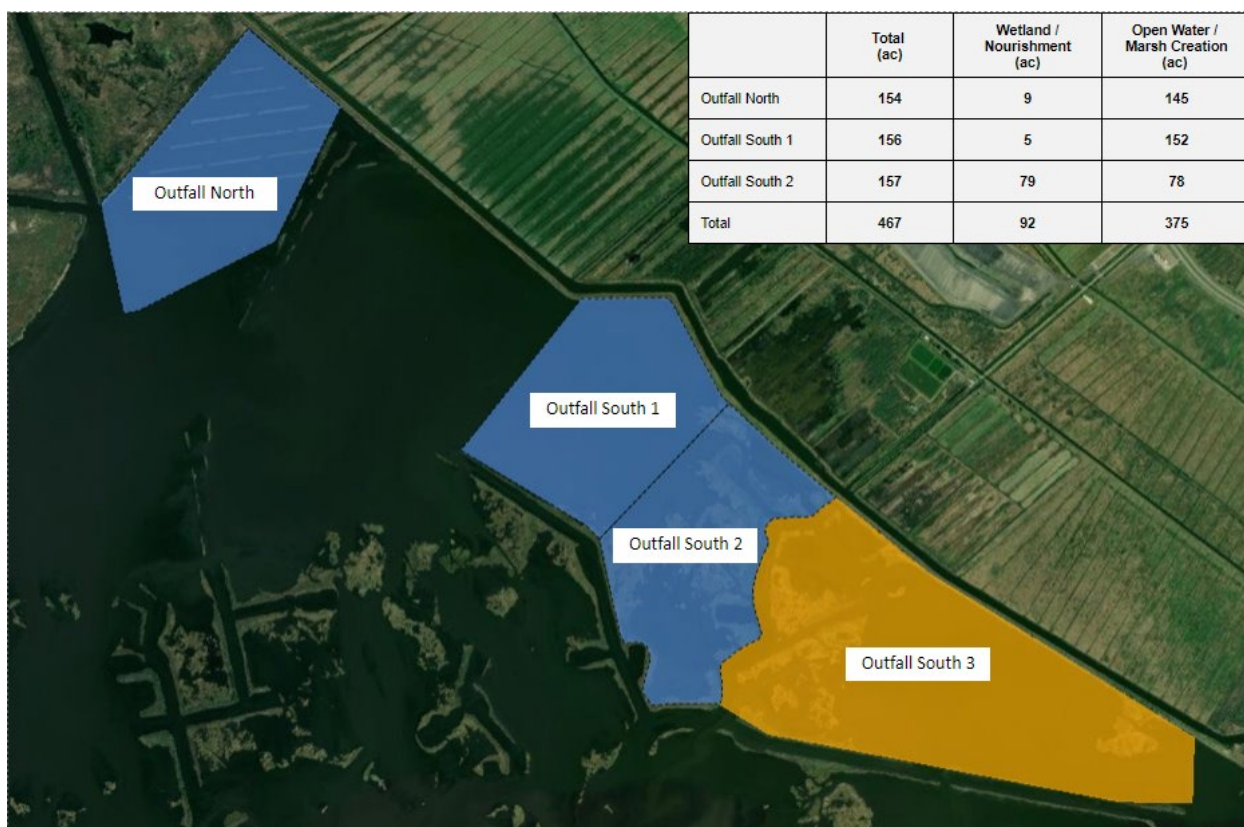 Total (ac) Wetland / Nourishment (ac) Open Water / Marsh Creation (ac)
Outfall North 154 9 145
Outfall South 1 156 5 152
Outfall South 2 157 79 78
Total 467 92 375
Outfall North
Outfall South 1
Outfall South 2
Outfall South 3